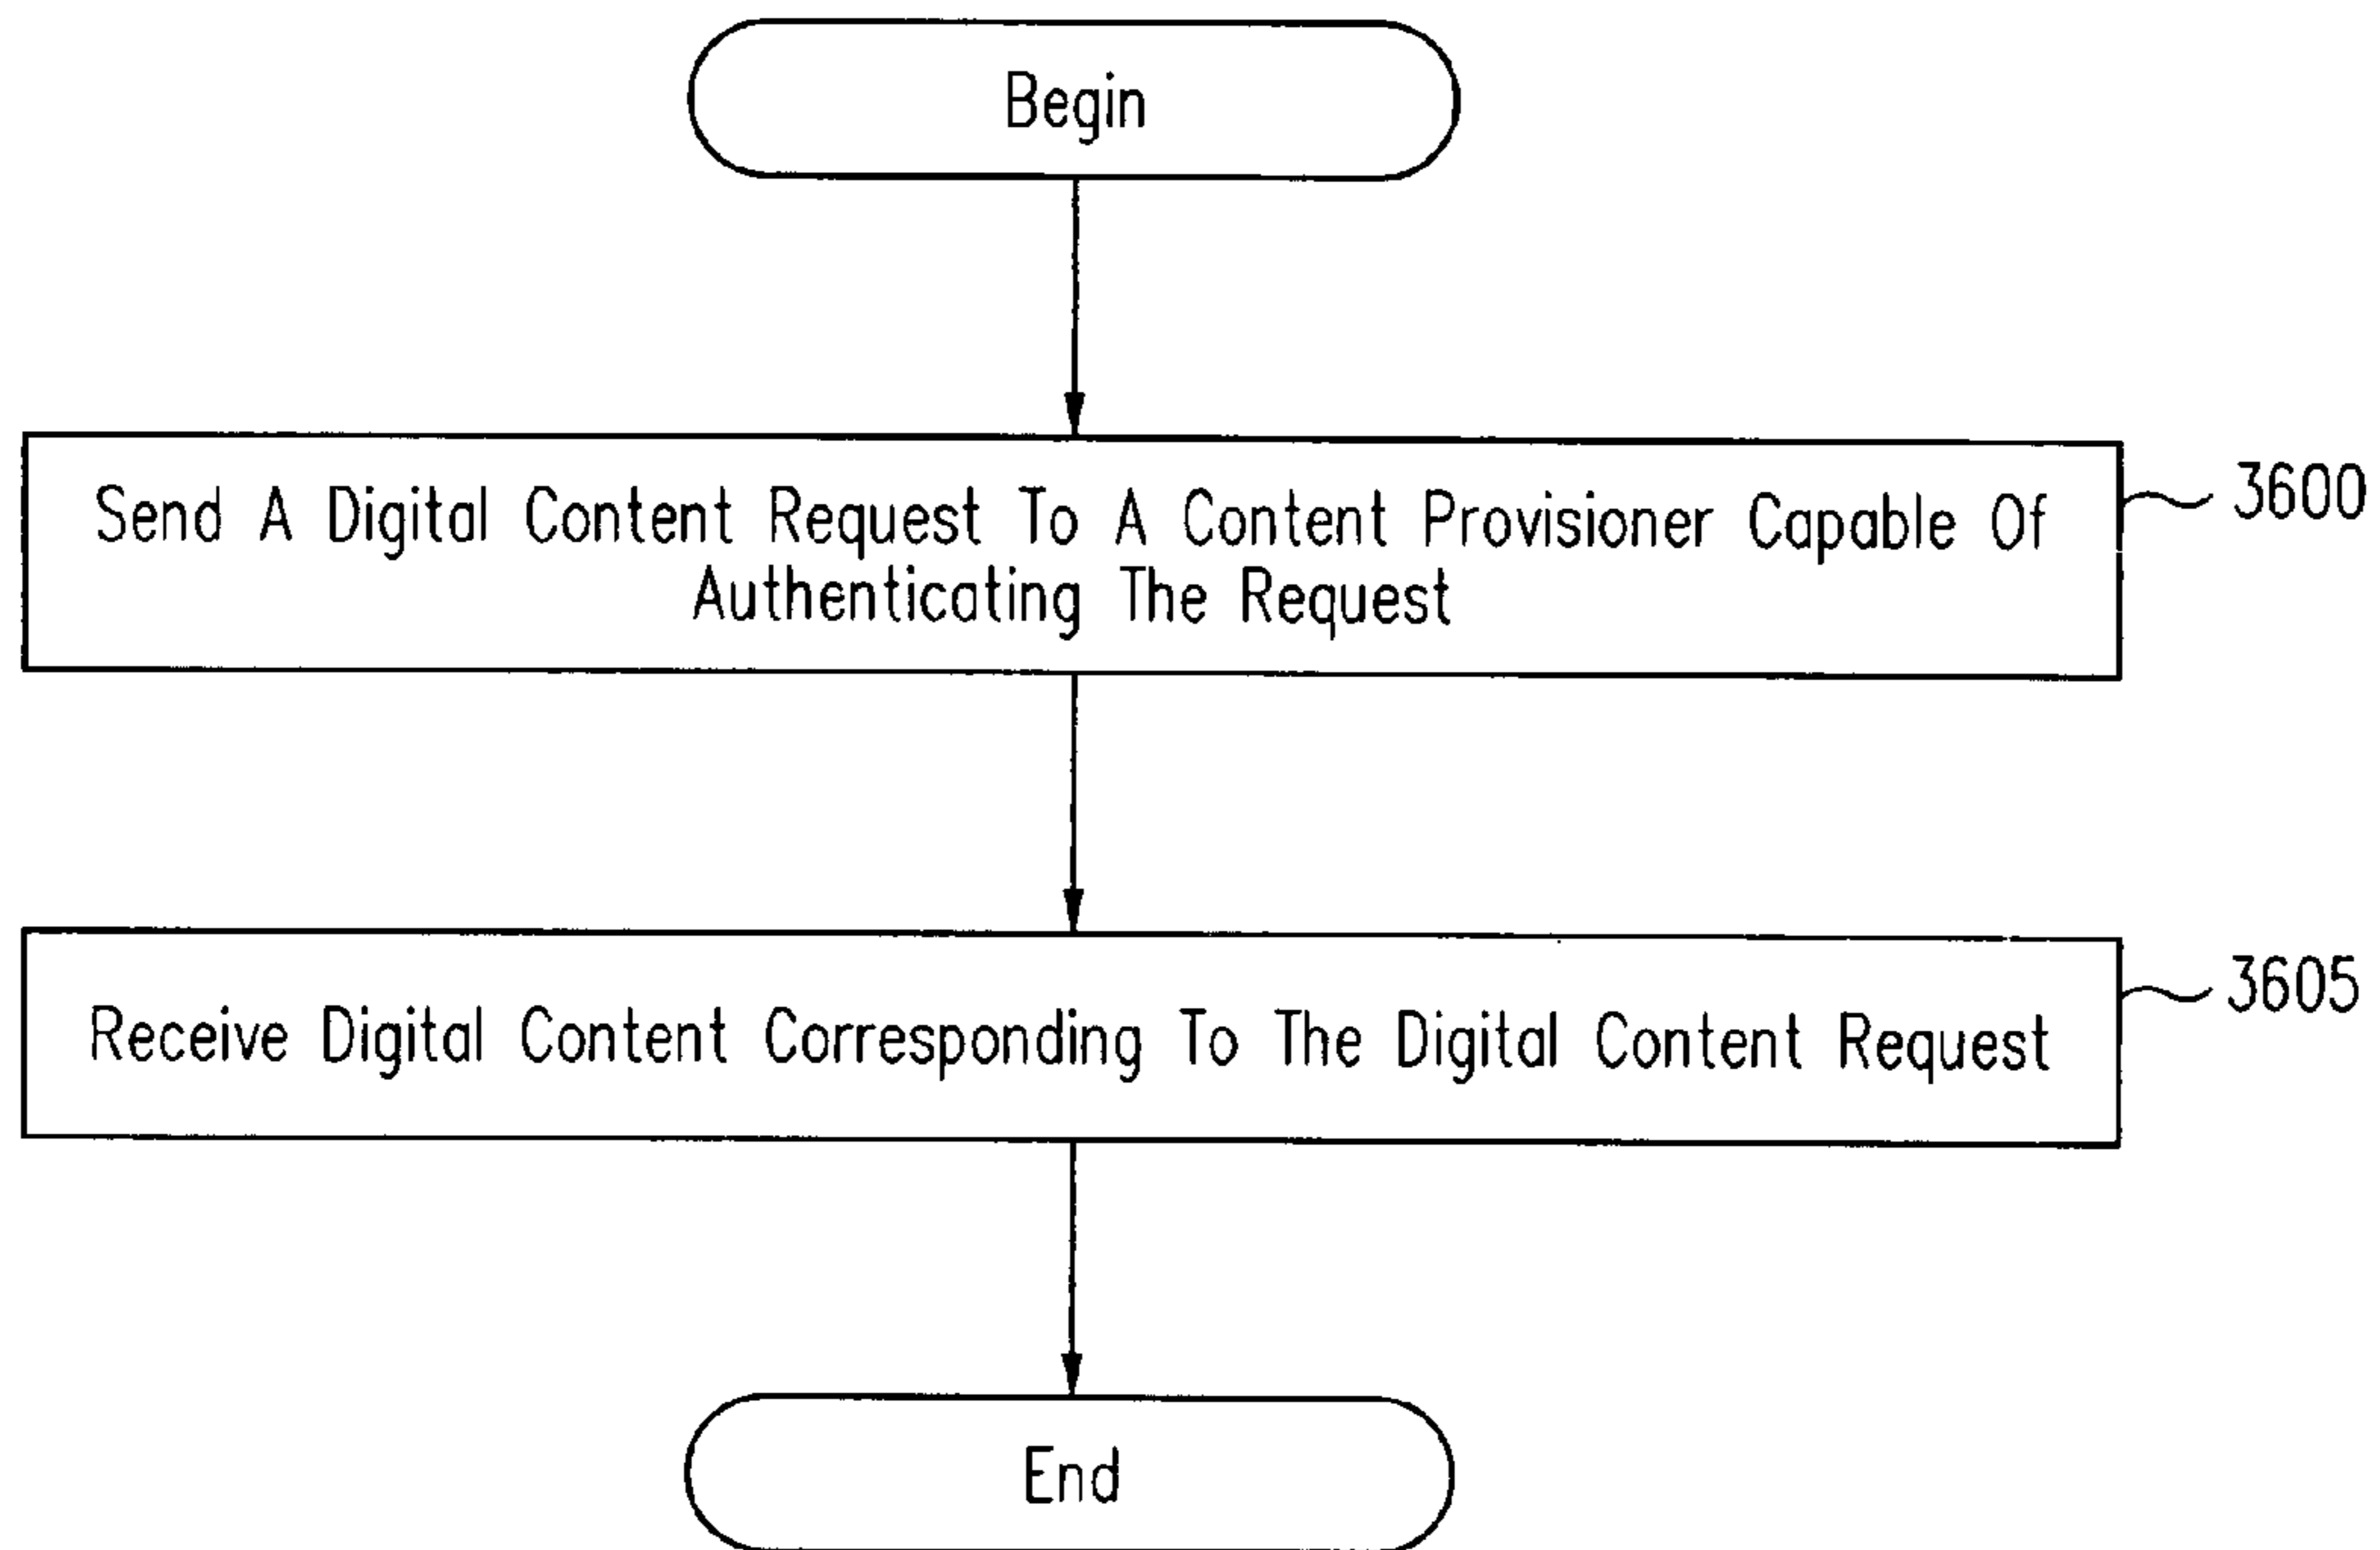 Begin
Send A Digital Content Request To A Content Provisioner Capable Of
Authenticating The Request
3600
Receive Digital Content Corresponding To The Digital Content Request
3605
End